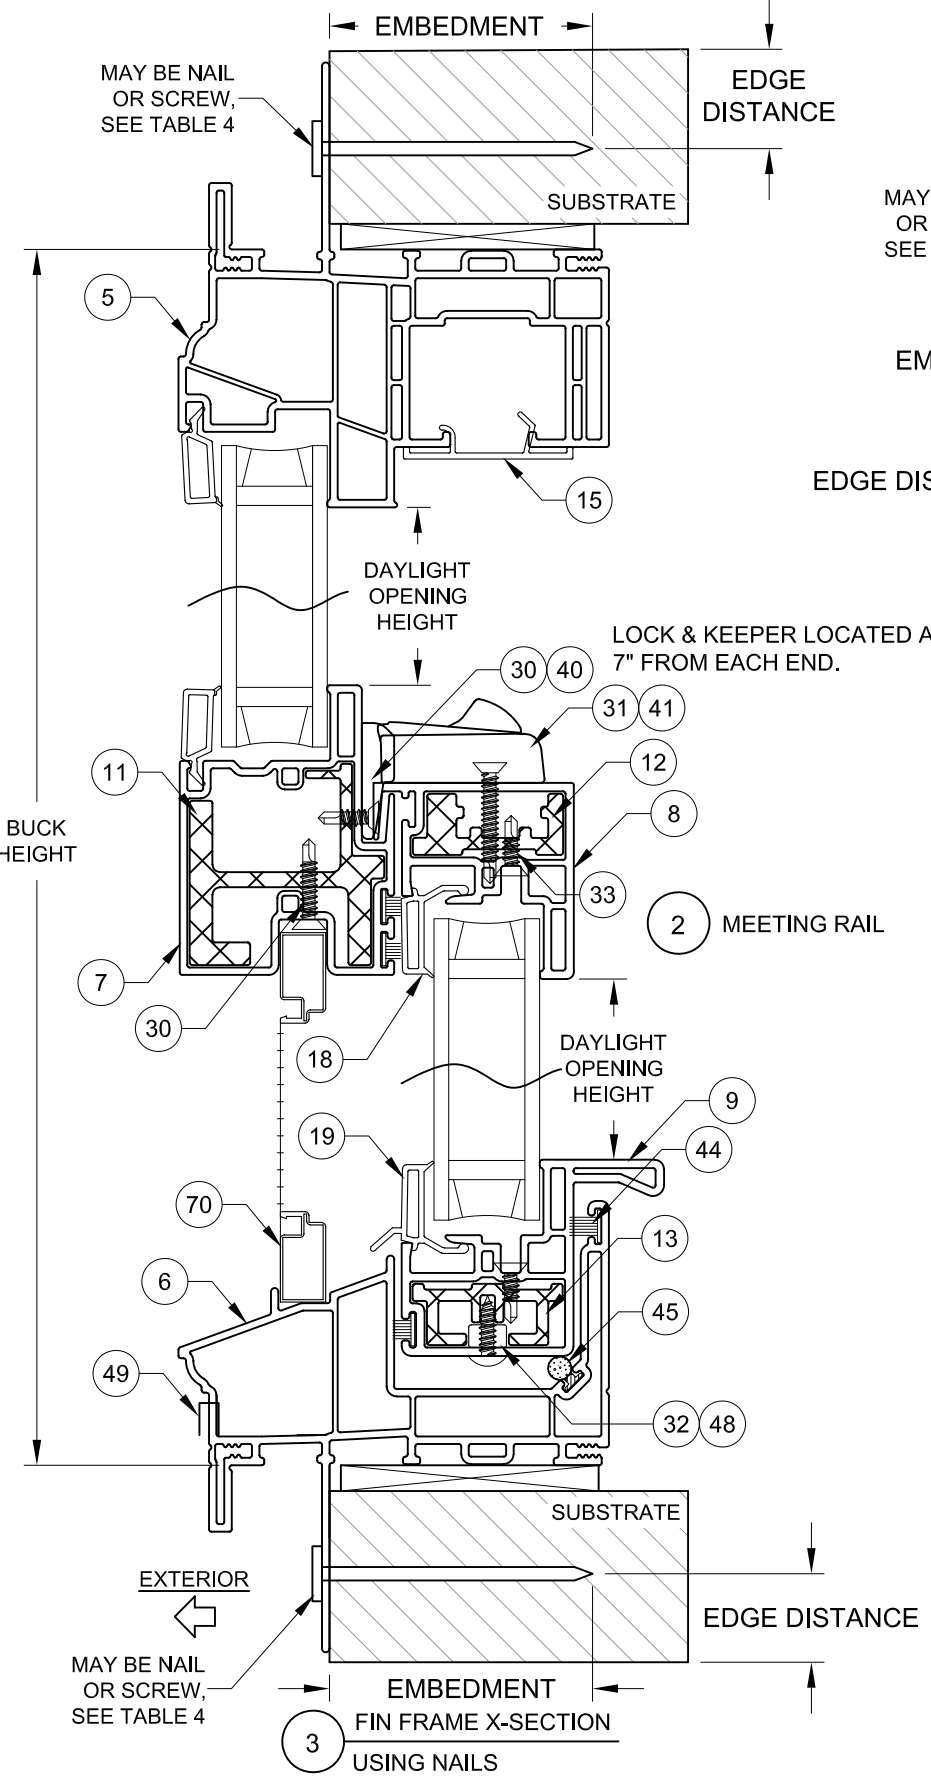 EMBEDMENT
MAY BE NAIL
OR SCREW,
SEE TABLE 4
EDGE
DISTANCE
SUBSTRATE
MAY
OR
SEE
5
15
EDGE DIS
DAYLIGHT
OPENING
HEIGHT
LOCK & KEEPER LOCATED A
7" FROM EACH END.
30 40
31 41
11
12
8
BUCK
HEIGHT
33
2 MEETING RAIL
7
30
18
DAYLIGHT
OPENING
HEIGHT
9
19
44
70
13
6
45
49
32 48
SUBSTRATE
EXTERIOR
EDGE DISTANCE
MAY BE NAIL
OR SCREW,
SEE TABLE 4
EMBEDMENT
3 FIN FRAME X-SECTION
USING NAILS